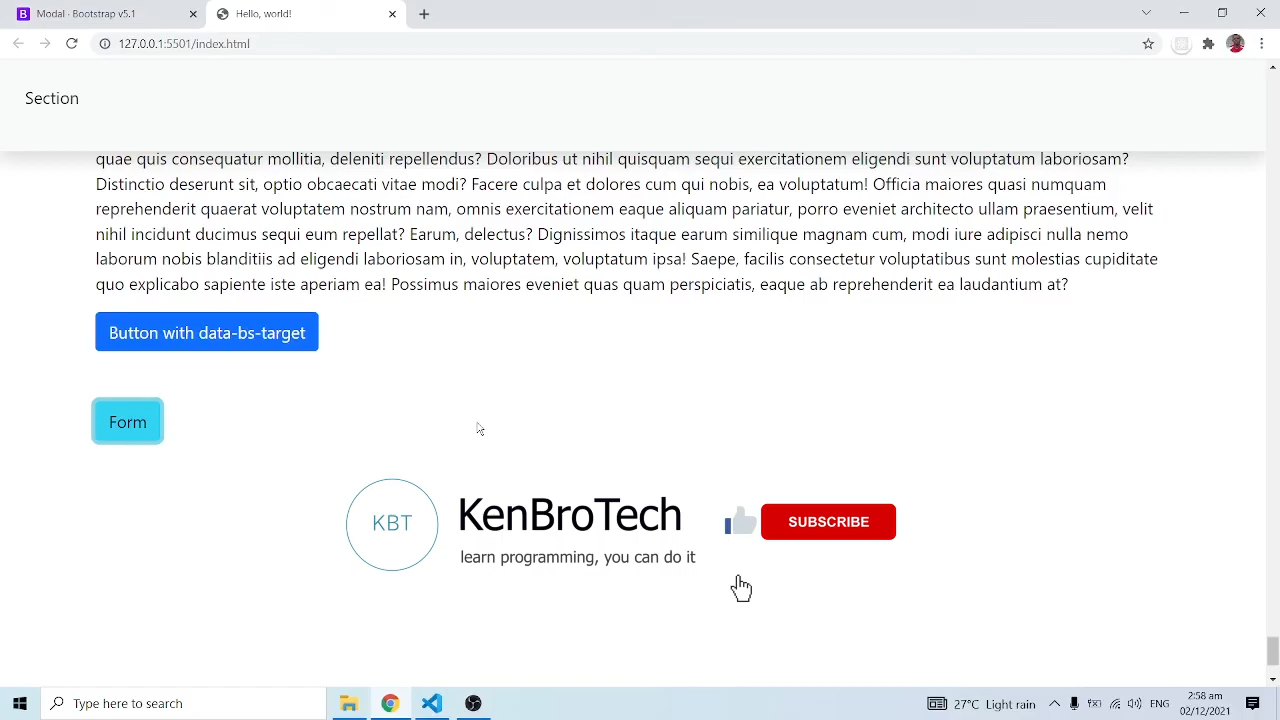 Modal · Bootstrap v5.1
Hello, world!
127.0.0.1:5501/index.html
Section
quae quis consequatur mollitia, deleniti repellendus? Doloribus ut nihil quisquam sequi exercitationem eligendi sunt voluptatum laboriosam?
Distinctio deserunt sit, optio obcaecati vitae modi? Facere culpa et dolores cum qui nobis, ea voluptatum! Officia maiores quasi numquam
reprehenderit quaerat voluptatem nostrum nam, omnis exercitationem eaque aliquam pariatur, porro eveniet architecto ullam praesentium, velit
nihil incidunt ducimus sequi eum repellat? Earum, delectus? Dignissimos itaque earum similique magnam cum, modi iure adipisci nulla nemo
laborum nobis blanditiis ad eligendi laboriosam in, voluptatem, voluptatum ipsa! Saepe, facilis consectetur voluptatibus sunt molestias cupiditate
quo explicabo sapiente iste aperiam ea! Possimus maiores eveniet quas quam perspiciatis, eaque ab reprehenderit ea laudantium at?
Button with data-bs-target
Form
KBT
KenBroTech
learn programming, you can do it
SUBSCRIBE
Type here to search
27°C Light rain
ENG
2:58 am
02/12/2021